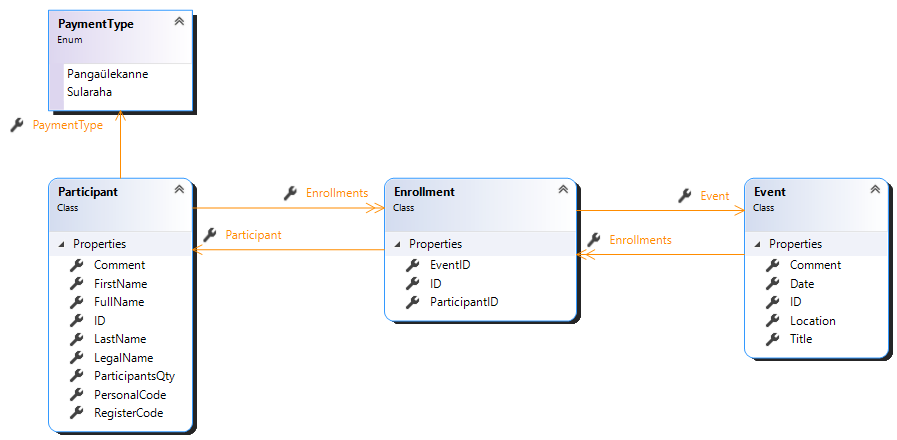 PaymentType
Enum
Pangaülekanne
Sularaha
PaymentType
Participant
Class
Properties
Comment
FirstName
FullName
ID
LastName
LegalName
ParticipantsQty
PersonalCode
RegisterCode
Enrollments
Participant
Enrollment
Class
Properties
EventID
ID
ParticipantID
Event
Enrollments
Event
Class
Properties
Comment
Date
ID
Location
Title